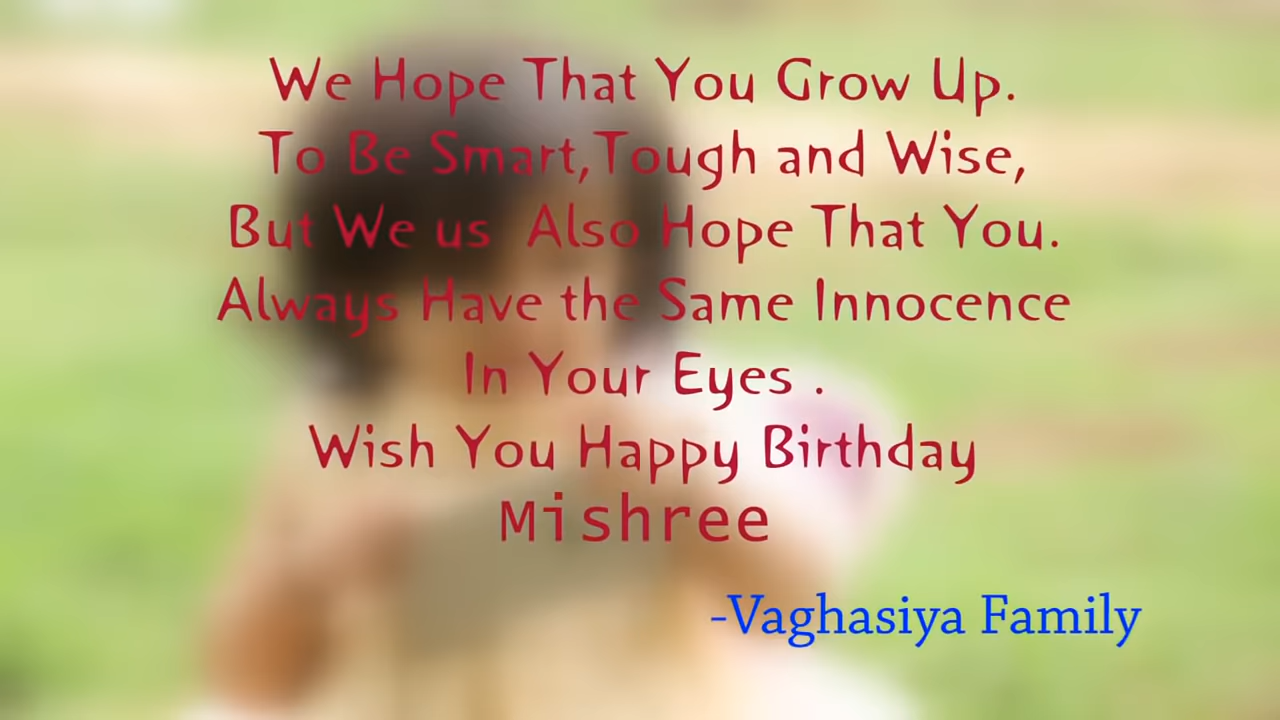 We Hope That You Grow Up.
To Be Smart,Tough and Wise,
But We us Also Hope That You.
Always Have the Same Innocence
In Your Eyes .
Wish You Happy Birthday
Mishree
-Vaghasiya Family